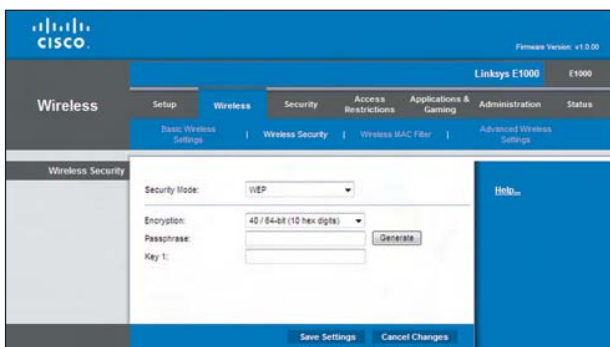 CISCO
Firmware Version: v1.0.00
Linksys E1000 E1000
Wireless
Setup Wireless Security Access Restrictions Applications & Gaming Administration Status
Basic Wireless Settings | Wireless Security | Wireless MAC Filter | Advanced Wireless Settings
Wireless Security
Security Mode: WEP
Help...
Encryption: 40 / 64-bit (10 hex digits)
Passphrase: Generate
Key 1:
Save Settings Cancel Changes